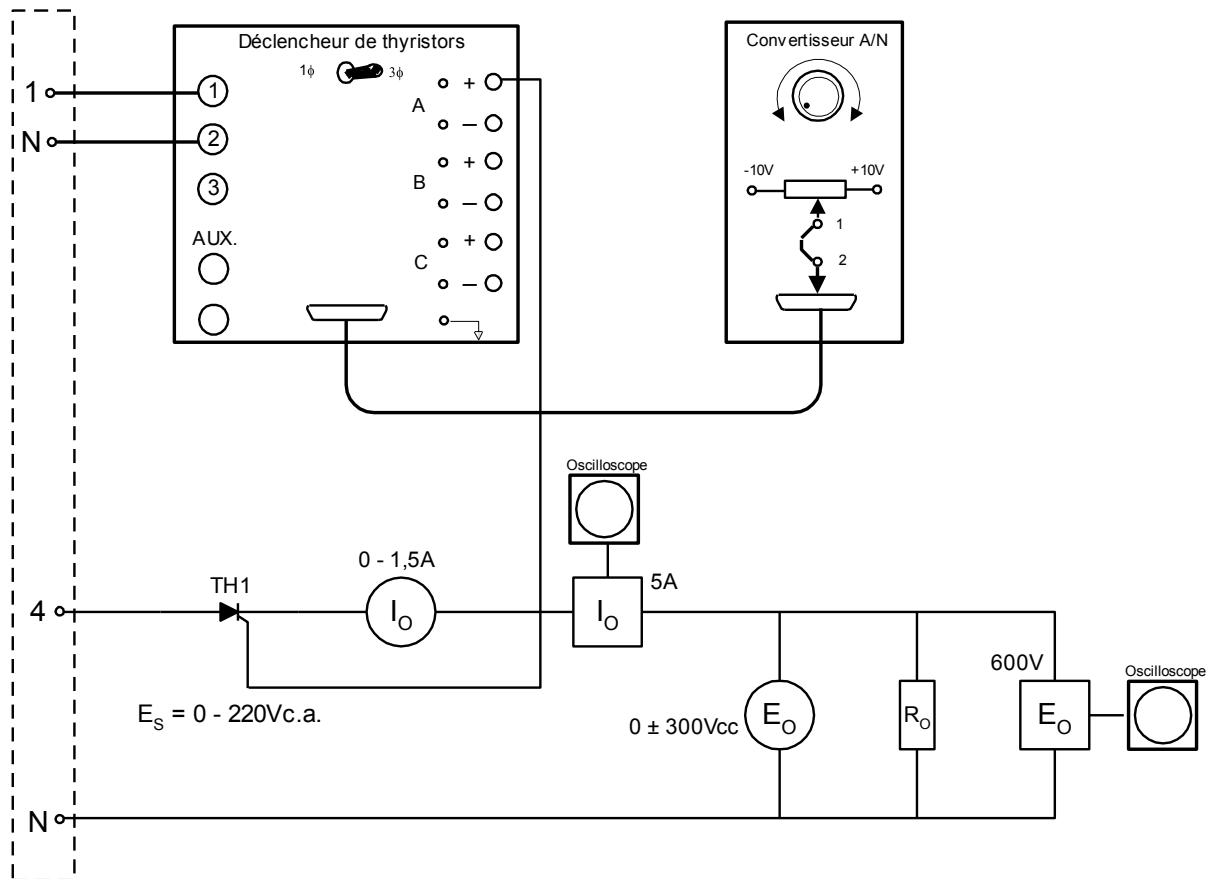 Déclencheur de thyristors
1ϕ 3ϕ
1
N
1
2
3
AUX.
A
+
–
B
+
–
C
+
–
Convertisseur A/N
-10V +10V
1
2
Oscilloscope
0 - 1,5A
TH1
5A
4
I_O
I_O
600V
Oscilloscope
E_S = 0 - 220Vc.a.
0 ± 300Vcc
E_O
R_O
E_O
N